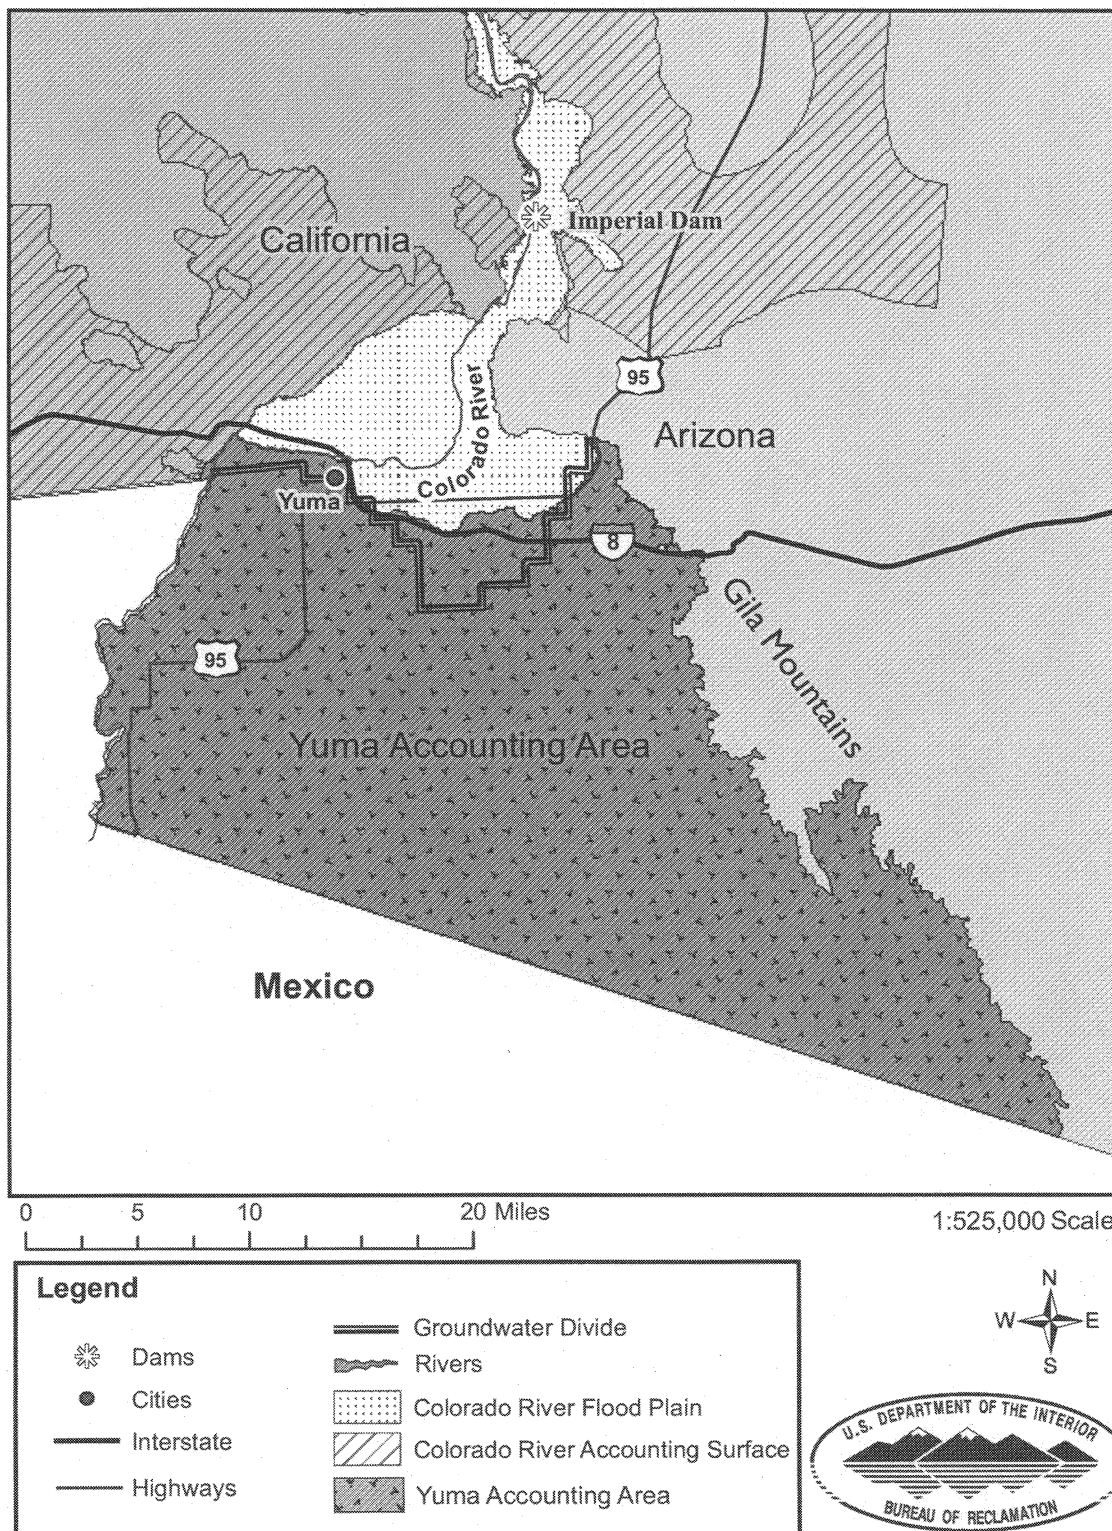 Imperial Dam
California
95
Colorado River
Arizona
Yuma
8
Gila Mountains
95
Yuma Accounting Area
Mexico
0 5 10 20 Miles
1:525,000 Scale
Legend
Dams
Cities
Interstate
Highways
Groundwater Divide
Rivers
Colorado River Flood Plain
Colorado River Accounting Surface
Yuma Accounting Area
N
W E
S
U.S. DEPARTMENT OF THE INTERIOR
BUREAU OF RECLAMATION